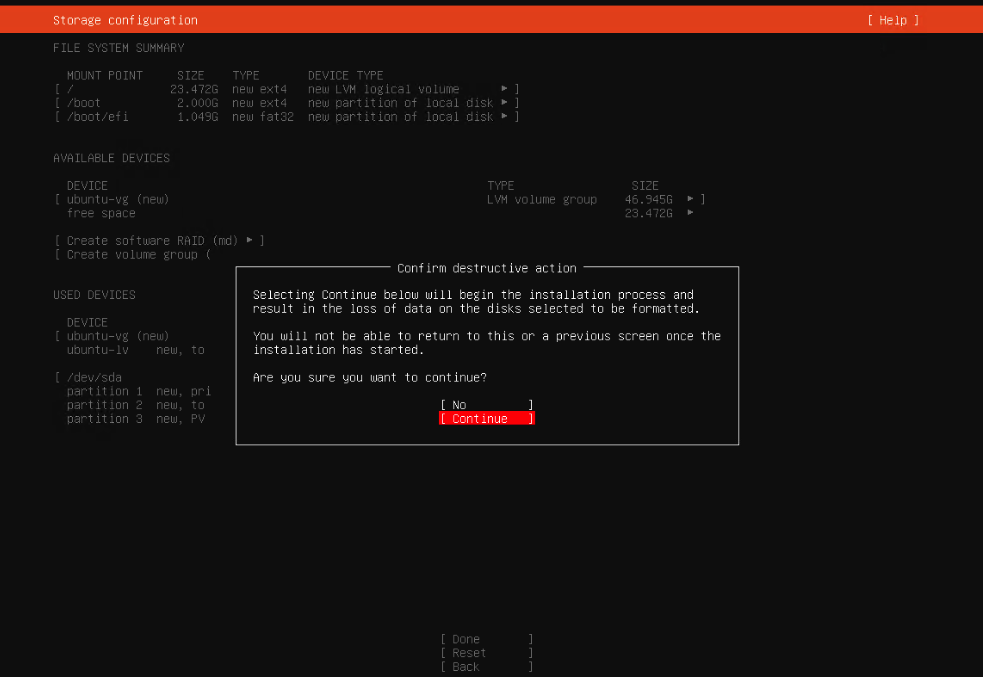 Storage configuration [ Help ]
FILE SYSTEM SUMMARY
MOUNT POINT SIZE TYPE DEVICE TYPE
[ / 23.472G new ext4 new LVM logical volume ▸ ]
[ /boot 2.000G new ext4 new partition of local disk ▸ ]
[ /boot/efi 1.049G new fat32 new partition of local disk ▸ ]
AVAILABLE DEVICES
DEVICE TYPE SIZE
[ ubuntu-vg (new) LVM volume group 46.945G ▸ ]
free space 23.472G ▸
[ Create software RAID (md) ▸ ]
[ Create volume group (
USED DEVICES
DEVICE
[ ubuntu-vg (new)
ubuntu-lv new, to
[ /dev/sda
partition 1 new, pri
partition 2 new, to
partition 3 new, PV
Confirm destructive action
Selecting Continue below will begin the installation process and
result in the loss of data on the disks selected to be formatted.
You will not be able to return to this or a previous screen once the
installation has started.
Are you sure you want to continue?
[ No ]
[ Continue ]
[ Done ]
[ Reset ]
[ Back ]